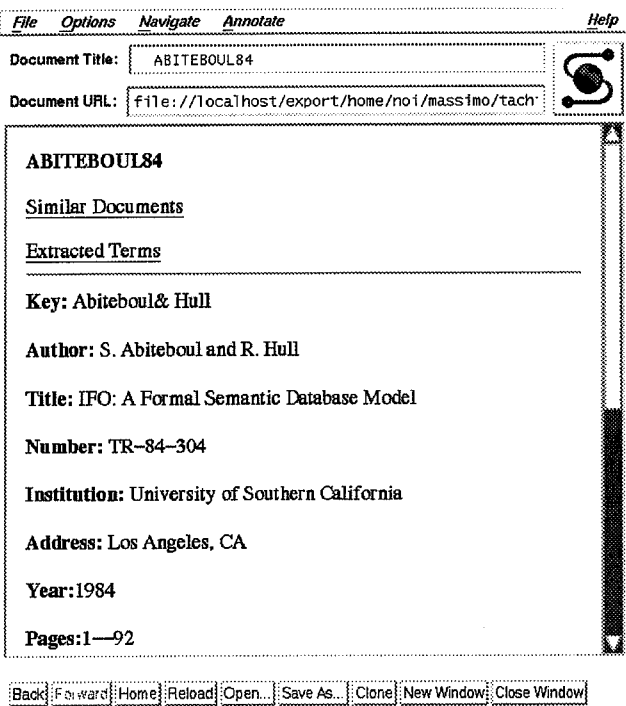 File Options Navigate Annotate Help
Document Title: ABITEBOUL84
Document URL: file://localhost/export/home/noi/massimo/tach
ABITEBOUL84
Similar Documents
Extracted Terms
Key: Abiteboul& Hull
Author: S. Abiteboul and R. Hull
Title: IFO: A Formal Semantic Database Model
Number: TR-84-304
Institution: University of Southern California
Address: Los Angeles, CA
Year:1984
Pages:1--92
Back Forward Home Reload Open... Save As... Clone New Window Close Window